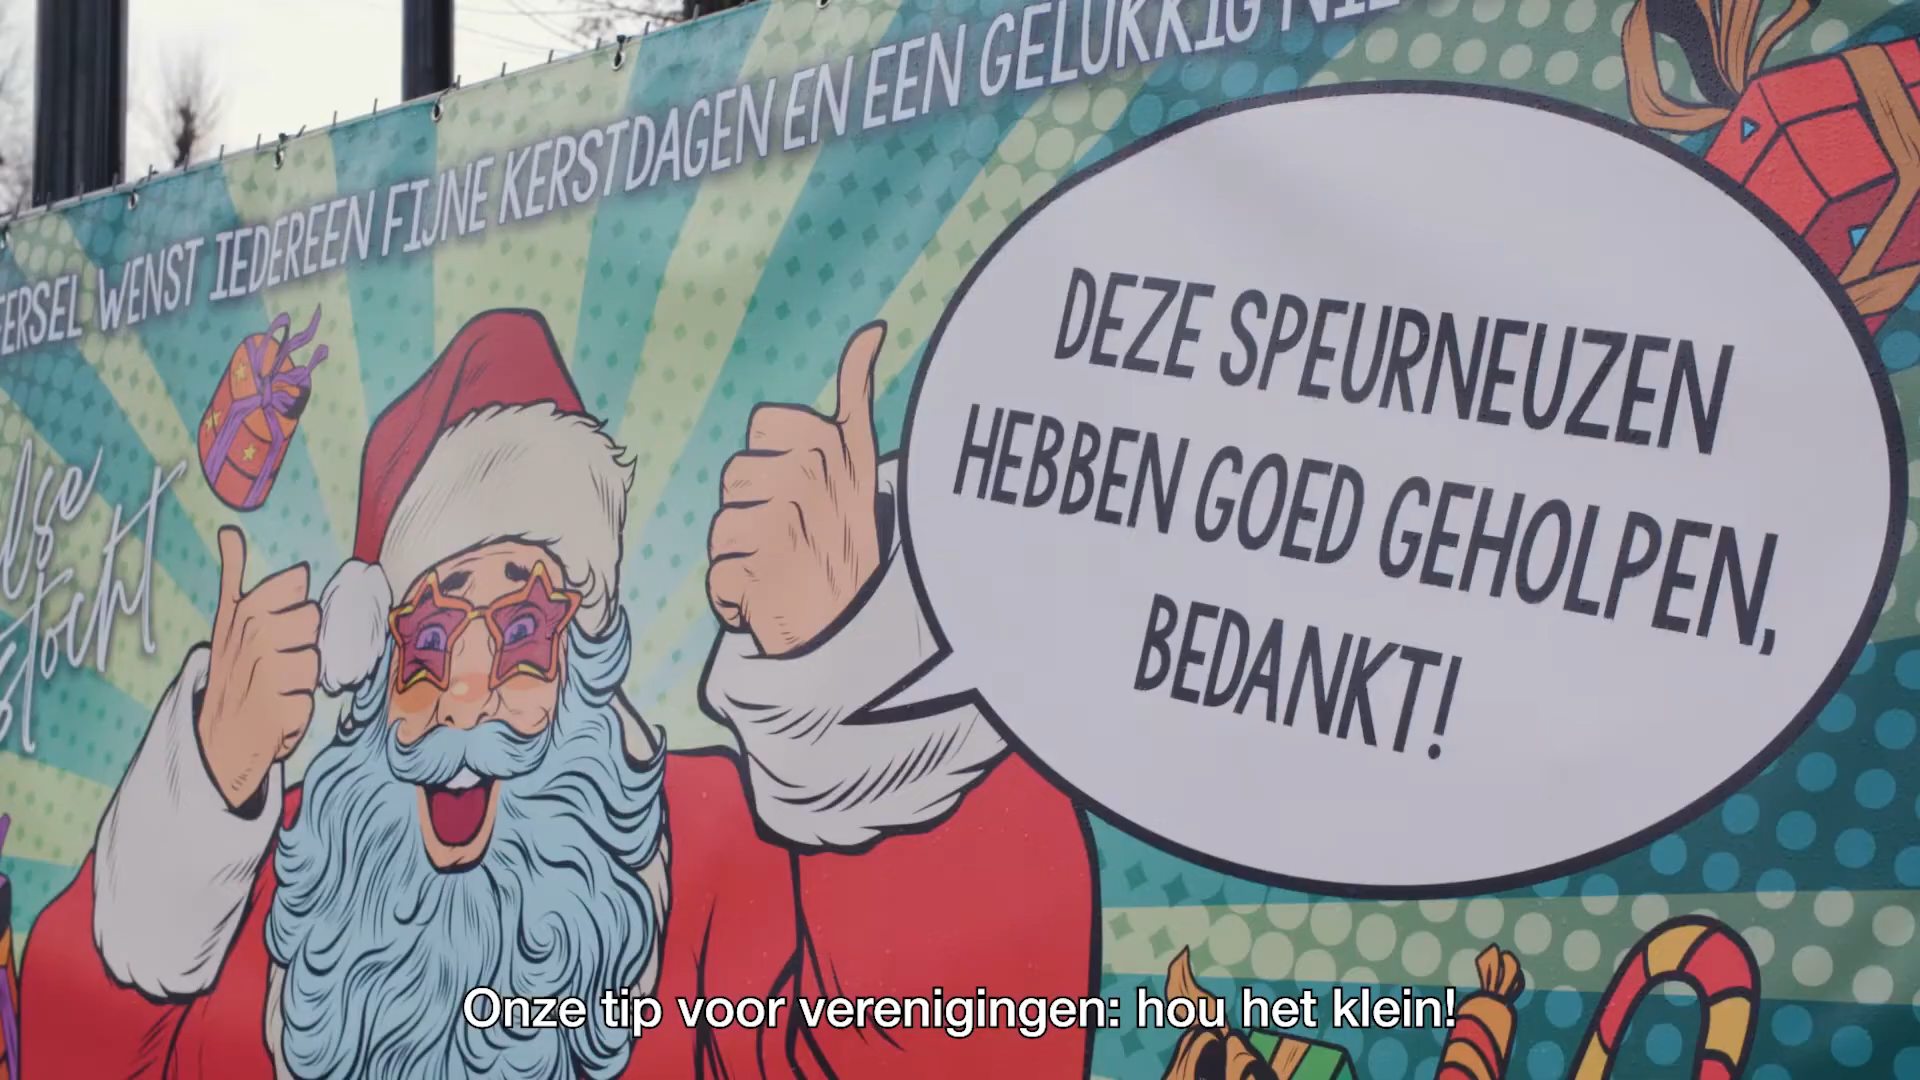 WENST IEDEREEN FIJNE KERSTDAGEN EN EEN GELUKKIG
DEZE SPEURNEUZEN
HEBBEN GOED GEHOLPEN,
BEDANKT!
Onze tip voor verenigingen: hou het klein!